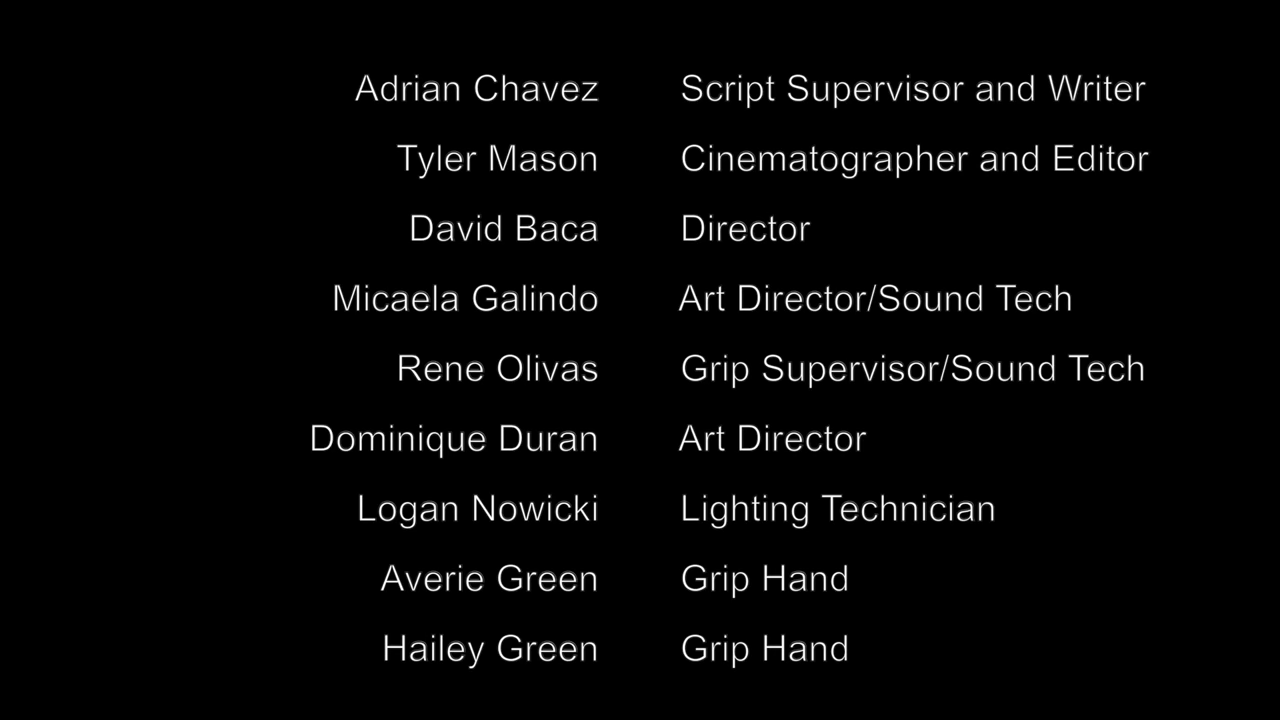 Adrian Chavez Script Supervisor and Writer
Tyler Mason Cinematographer and Editor
David Baca Director
Micaela Galindo Art Director/Sound Tech
Rene Olivas Grip Supervisor/Sound Tech
Dominique Duran Art Director
Logan Nowicki Lighting Technician
Averie Green Grip Hand
Hailey Green Grip Hand